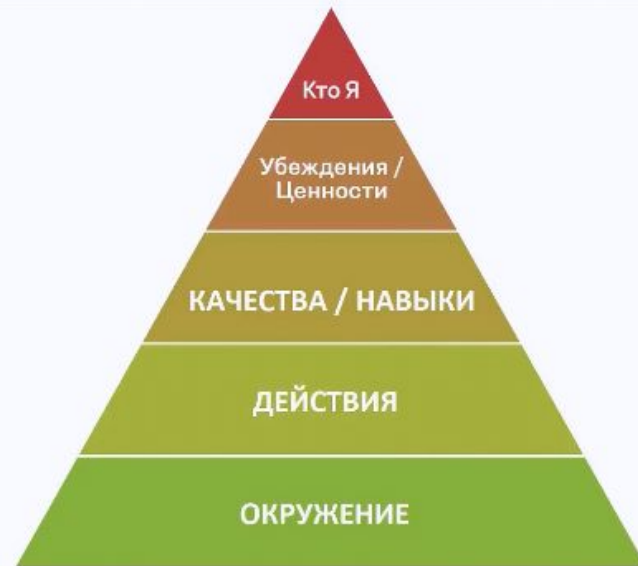 Кто Я
Убеждения /
Ценности
КАЧЕСТВА / НАВЫКИ
ДЕЙСТВИЯ
ОКРУЖЕНИЕ